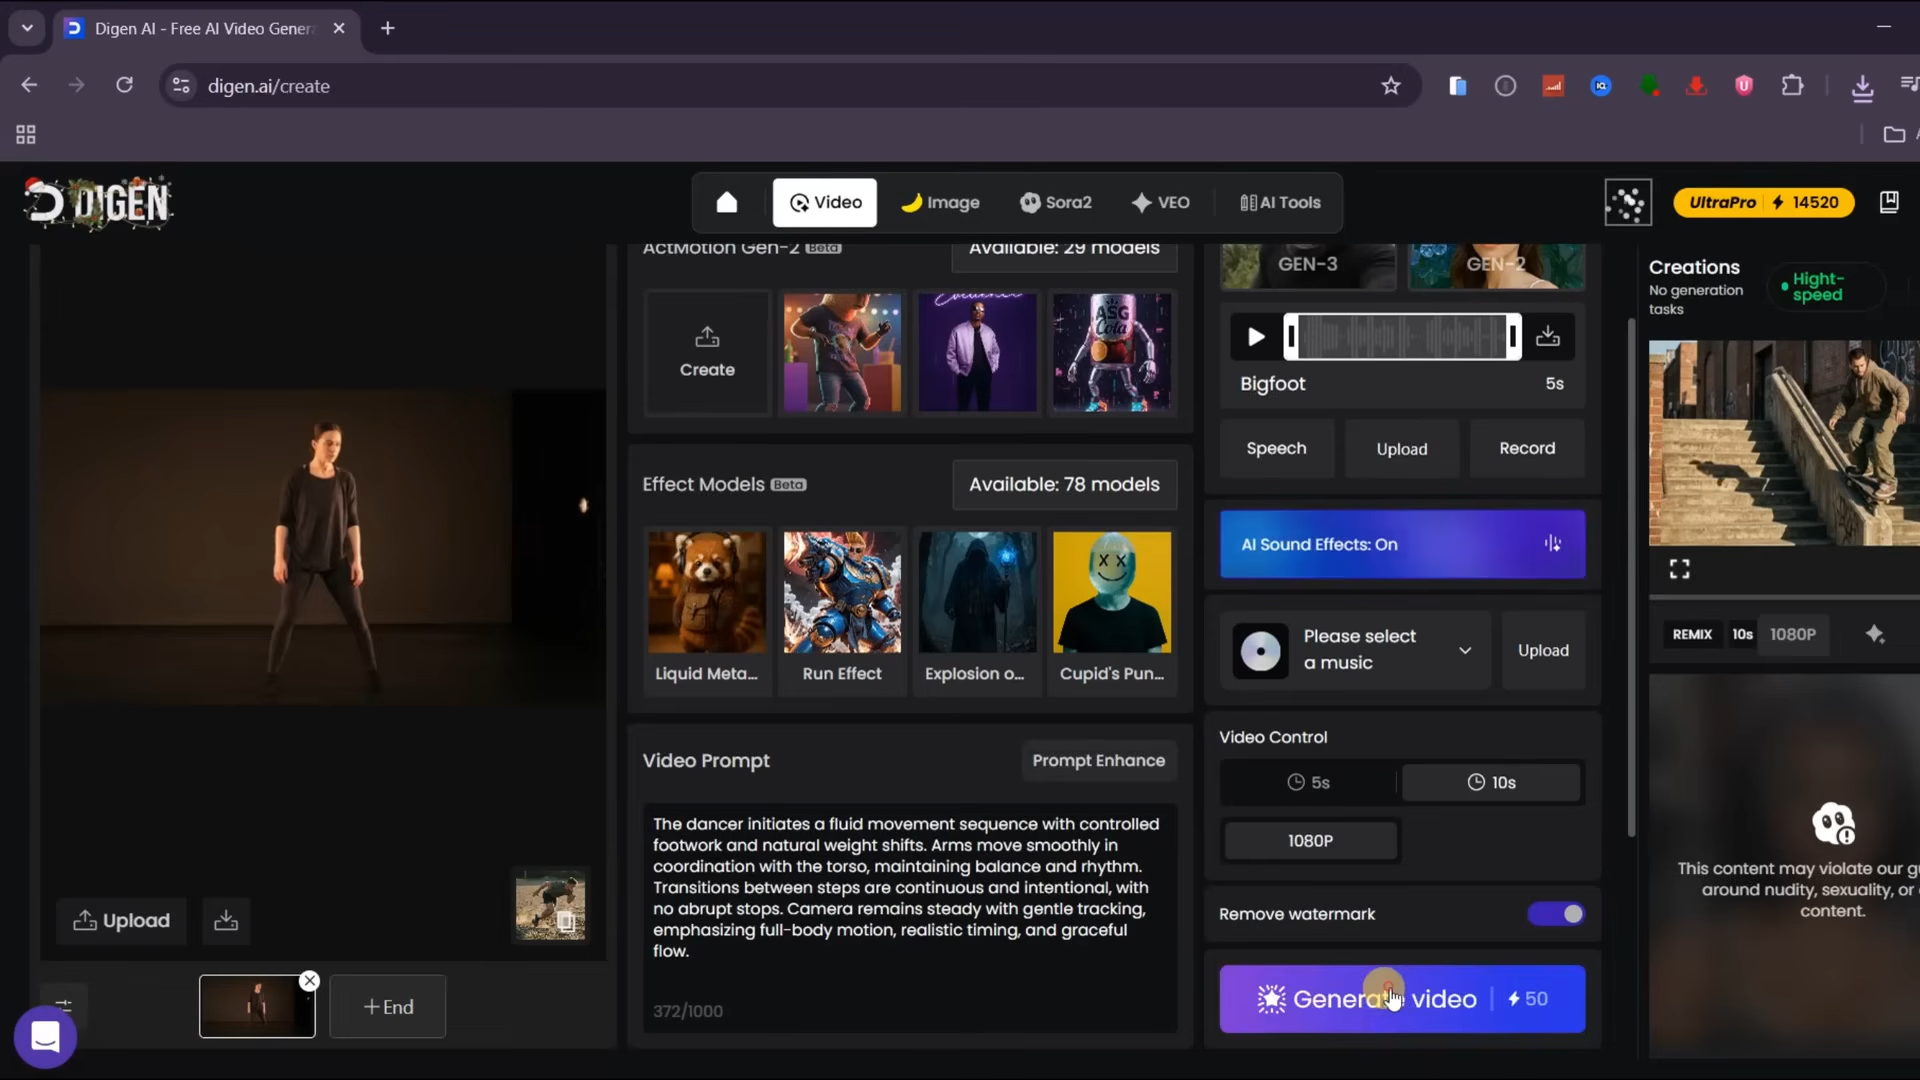 Digen AI - Free AI Video Gener
digen.ai/create
DIGEN
Video
Image
Sora2
VEO
AI Tools
UltraPro
14520
ActMotion Gen-2 Beta
Available: 29 models
Create
Evidence
ASG
Cola
Effect Models Beta
Available: 78 models
Liquid Meta...
Run Effect
Explosion o...
Cupid's Pun...
Video Prompt
Prompt Enhance
The dancer initiates a fluid movement sequence with controlled
footwork and natural weight shifts. Arms move smoothly in
coordination with the torso, maintaining balance and rhythm.
Transitions between steps are continuous and intentional, with
no abrupt stops. Camera remains steady with gentle tracking,
emphasizing full-body motion, realistic timing, and graceful
flow.
372/1000
Upload
+End
GEN-3
GEN-2
Bigfoot
5s
Speech
Upload
Record
AI Sound Effects: On
Please select
a music
Upload
Video Control
5s
10s
1080P
Remove watermark
Generate video
50
Creations
No generation
tasks
Hight-
speed
REMIX
10s
1080P
This content may violate our gu
around nudity, sexuality, or
content.